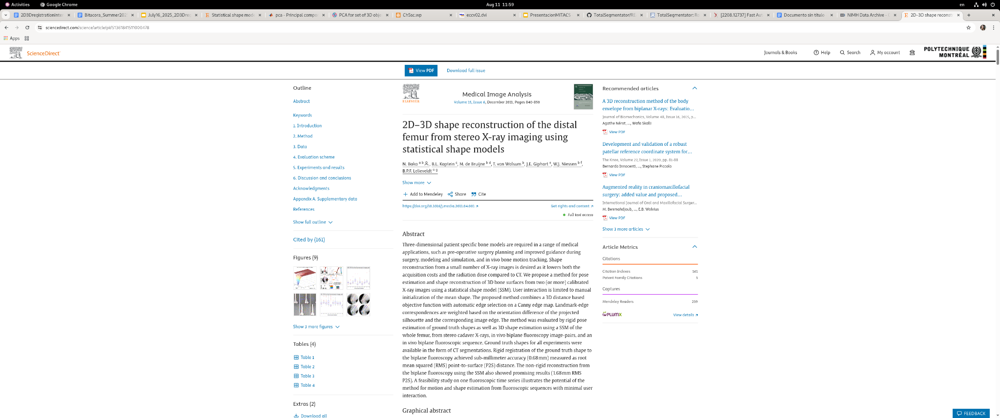 Activities
Google Chrome
Aug 11 11:59
en
2D3DregistrationInter
Bitacora_Summer202
July16_2025_2D3Dre
Statistical shape mode
pca - Principal compo
PCA for set of 3D obje
Ch5sc.wp
eccv02.dvi
PresentacionMITACS
TotalSegmentator/RE
TotalSegmentator: Ro
[2208.12737] Fast Aut
Documento sin título
NIMH Data Archive -
2D–3D shape reconst
sciencedirect.com/science/article/pii/S1361841511000478
Apps
ScienceDirect
Journals & Books
Help
Search
My account
POLYTECHNIQUE
MONTRÉAL
View PDF
Download full issue
Outline
Abstract
Keywords
1. Introduction
2. Method
3. Data
4. Evaluation scheme
5. Experiments and results
6. Discussion and conclusions
Acknowledgments
Appendix A. Supplementary data
References
Show full outline
Cited by (161)
Figures (9)
Show 3 more figures
Tables (4)
Table 1
Table 2
Table 3
Table 4
Extras (2)
Download all
ELSEVIER
Medical Image Analysis
Volume 15, Issue 6, December 2011, Pages 840-850
2D–3D shape reconstruction of the distal
femur from stereo X-ray imaging using
statistical shape models
N. Baka a b, B.L. Kaptein c, M. de Bruijne b d, T. van Walsum b, J.E. Giphart e, W.J. Niessen b f,
B.P.F. Lelieveldt a g
Show more
Add to Mendeley
Share
Cite
https://doi.org/10.1016/j.media.2011.04.001
Get rights and content
Full text access
Abstract
Three-dimensional patient specific bone models are required in a range of medical
applications, such as pre-operative surgery planning and improved guidance during
surgery, modeling and simulation, and in vivo bone motion tracking. Shape
reconstruction from a small number of X-ray images is desired as it lowers both the
acquisition costs and the radiation dose compared to CT. We propose a method for pose
estimation and shape reconstruction of 3D bone surfaces from two (or more) calibrated
X-ray images using a statistical shape model (SSM). User interaction is limited to manual
initialization of the mean shape. The proposed method combines a 3D distance based
objective function with automatic edge selection on a Canny edge map. Landmark-edge
correspondences are weighted based on the orientation difference of the projected
silhouette and the corresponding image edge. The method was evaluated by rigid pose
estimation of ground truth shapes as well as 3D shape estimation using a SSM of the
whole femur, from stereo cadaver X-rays, in vivo biplane fluoroscopy image-pairs, and an
in vivo biplane fluoroscopic sequence. Ground truth shapes for all experiments were
available in the form of CT segmentations. Rigid registration of the ground truth shape to
the biplane fluoroscopy achieved sub-millimeter accuracy (0.68 mm) measured as root
mean squared (RMS) point-to-surface (P2S) distance. The non-rigid reconstruction from
the biplane fluoroscopy using the SSM also showed promising results (1.68 mm RMS
P2S). A feasibility study on one fluoroscopic time series illustrates the potential of the
method for motion and shape estimation from fluoroscopic sequences with minimal user
interaction.
Graphical abstract
Recommended articles
A 3D reconstruction method of the body
envelope from biplanar X-rays: Evaluatio…
Journal of Biomechanics, Volume 48, Issue 16, 2015, p…
Agathe Nérot, …, Wafa Skalli
View PDF
Development and validation of a robust
patellar reference coordinate system for…
The Knee, Volume 27, Issue 1, 2020, pp. 81-88
Bernardo Innocenti, …, Stephane Piccolo
View PDF
Augmented reality in craniomaxillofacial
surgery: added value and proposed…
International Journal of Oral and Maxillofacial Surger…
M. Benmahdjoub, …, E.B. Wolvius
View PDF
Show 3 more articles
Article Metrics
Citations
Citation Indexes 161
Patent Family Citations 3
Captures
Mendeley Readers 239
PLUMX
View details
FEEDBACK